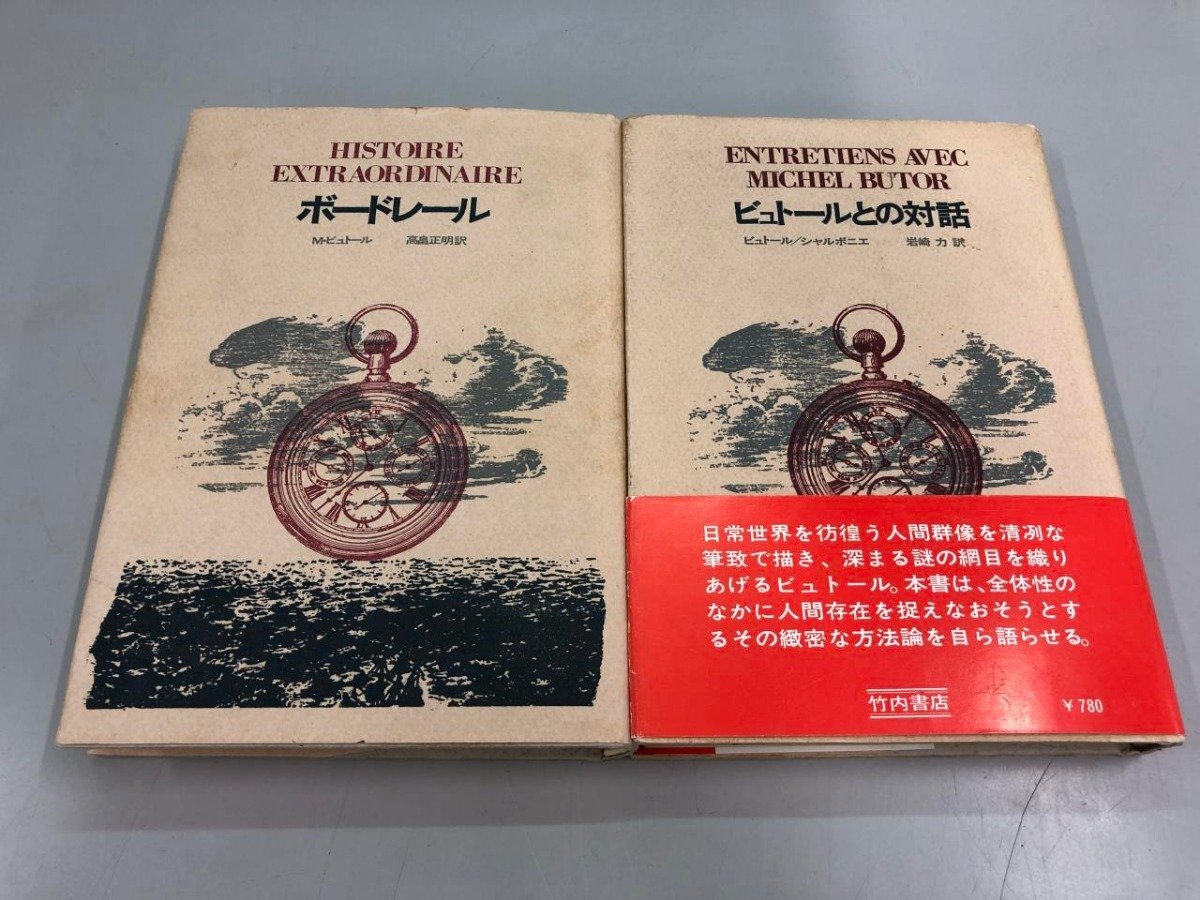 HISTOIRE
EXTRAORDINAIRE
ボードレール
M・ビュトール 高畠正明訳
ENTRETIENS AVEC
MICHEL BUTOR
ビュトールとの対話
ビュトール/シャルボニエ 岩崎 力 訳
日常世界を彷徨う人間群像を清冽な
筆致で描き、深まる謎の網目を織り
あげるビュトール。本書は、全体性の
なかに人間存在を捉えなおそうとす
るその緻密な方法論を自ら語らせる。
竹内書店
¥780